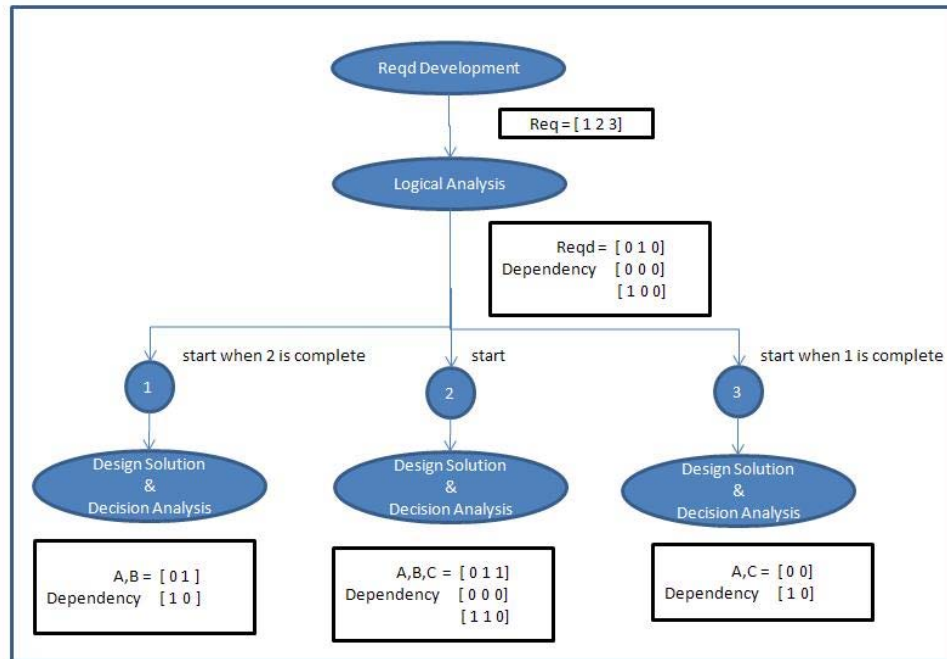 Reqd Development
Req = [ 1 2 3]
Logical Analysis
Reqd = [ 0 1 0]
Dependency [ 0 0 0]
[ 1 0 0]
start when 2 is complete
start
start when 1 is complete
1
2
3
Design Solution
&
Decision Analysis
Design Solution
&
Decision Analysis
Design Solution
&
Decision Analysis
A,B = [ 0 1 ]
Dependency [ 1 0 ]
A,B,C = [ 0 1 1]
Dependency [ 0 0 0]
[ 1 1 0]
A,C = [ 0 0]
Dependency [ 1 0]